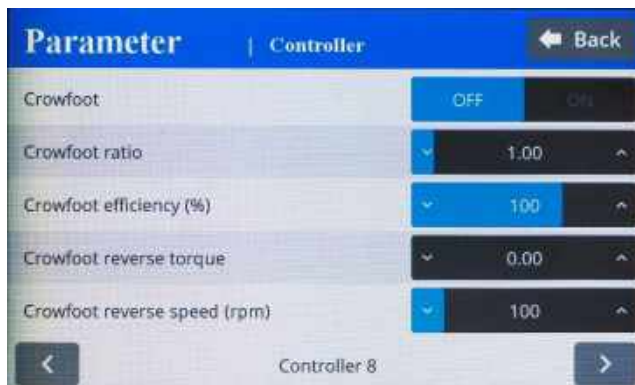 Parameter | Controller Back
Crowfoot OFF ON
Crowfoot ratio 1.00
Crowfoot efficiency (%) 100
Crowfoot reverse torque 0.00
Crowfoot reverse speed (rpm) 100
Controller 8